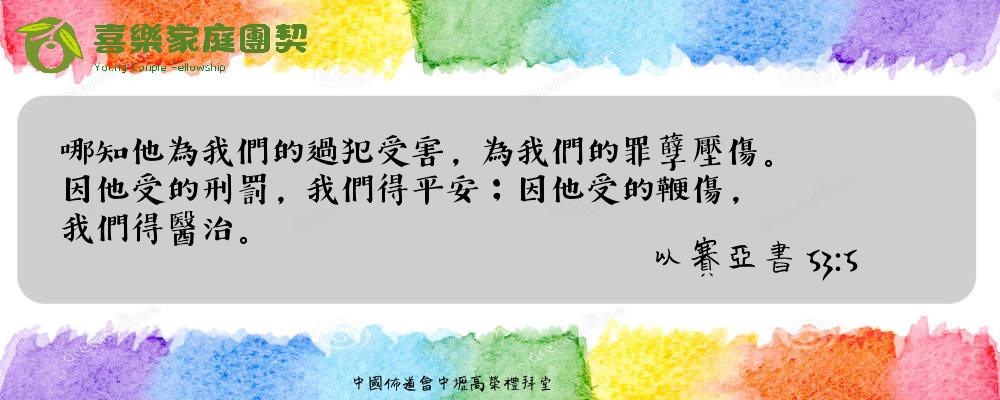 喜樂家庭團契
Young Couple Fellowship
哪知他為我們的過犯受害，為我們的罪孽壓傷。
因他受的刑罰，我們得平安；因他受的鞭傷，
我們得醫治。
以賽亞書 53:5
中國佈道會中壢高榮禮拜堂